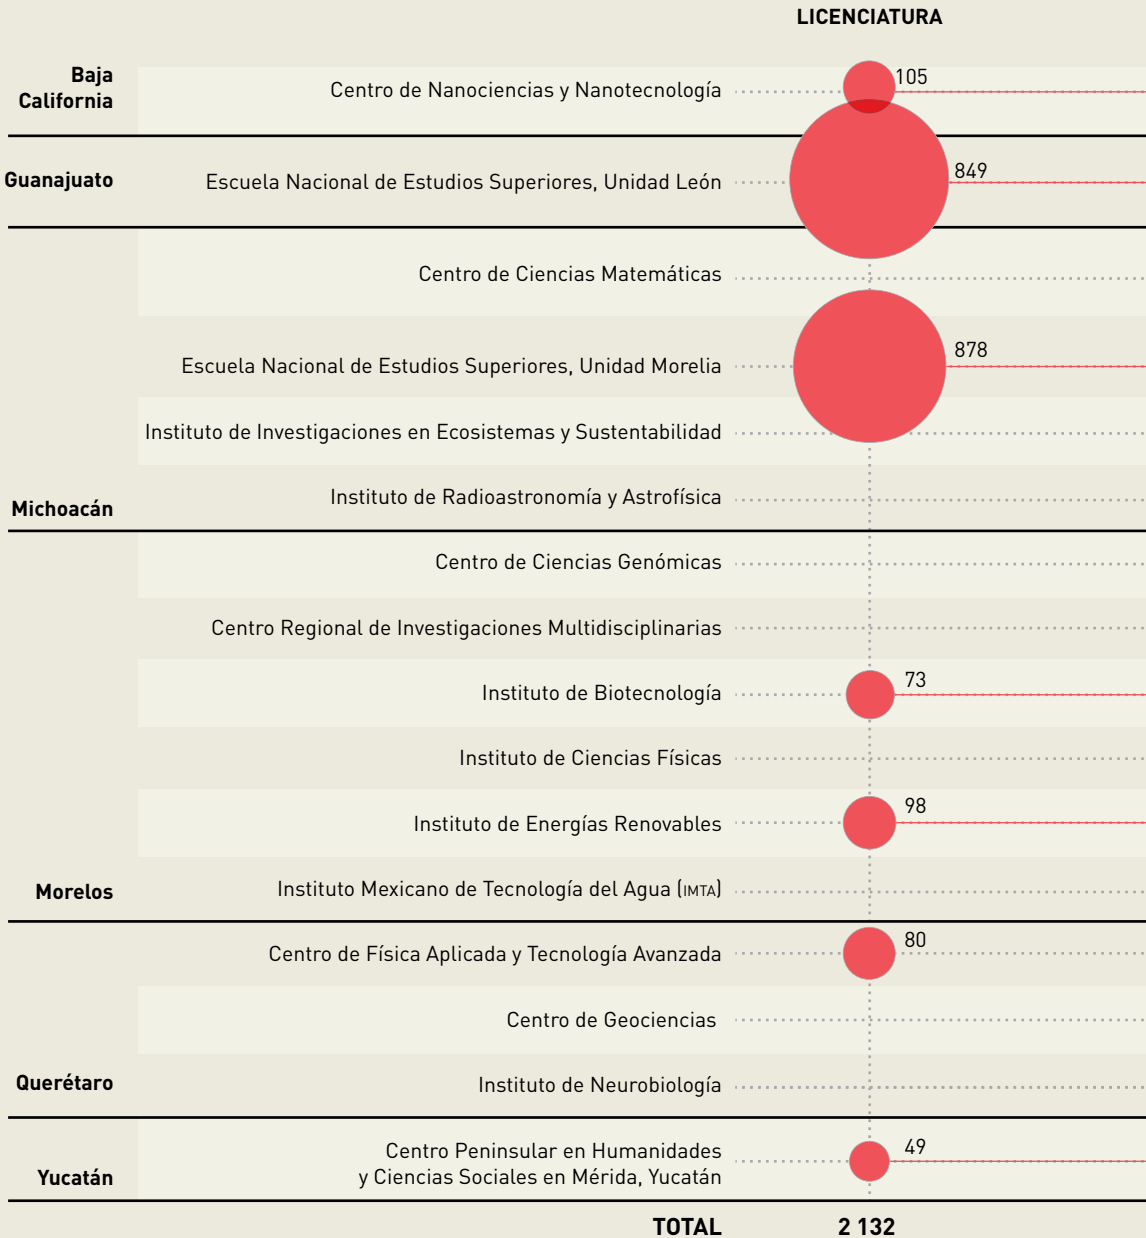 LICENCIATURA
Baja
California
Centro de Nanociencias y Nanotecnología
105
Guanajuato
Escuela Nacional de Estudios Superiores, Unidad León
849
Centro de Ciencias Matemáticas
Escuela Nacional de Estudios Superiores, Unidad Morelia
878
Instituto de Investigaciones en Ecosistemas y Sustentabilidad
Michoacán
Instituto de Radioastronomía y Astrofísica
Centro de Ciencias Genómicas
Centro Regional de Investigaciones Multidisciplinarias
Instituto de Biotecnología
73
Instituto de Ciencias Físicas
Instituto de Energías Renovables
98
Morelos
Instituto Mexicano de Tecnología del Agua (IMTA)
Centro de Física Aplicada y Tecnología Avanzada
80
Centro de Geociencias
Querétaro
Instituto de Neurobiología
Yucatán
Centro Peninsular en Humanidades
y Ciencias Sociales en Mérida, Yucatán
49
TOTAL 2 132